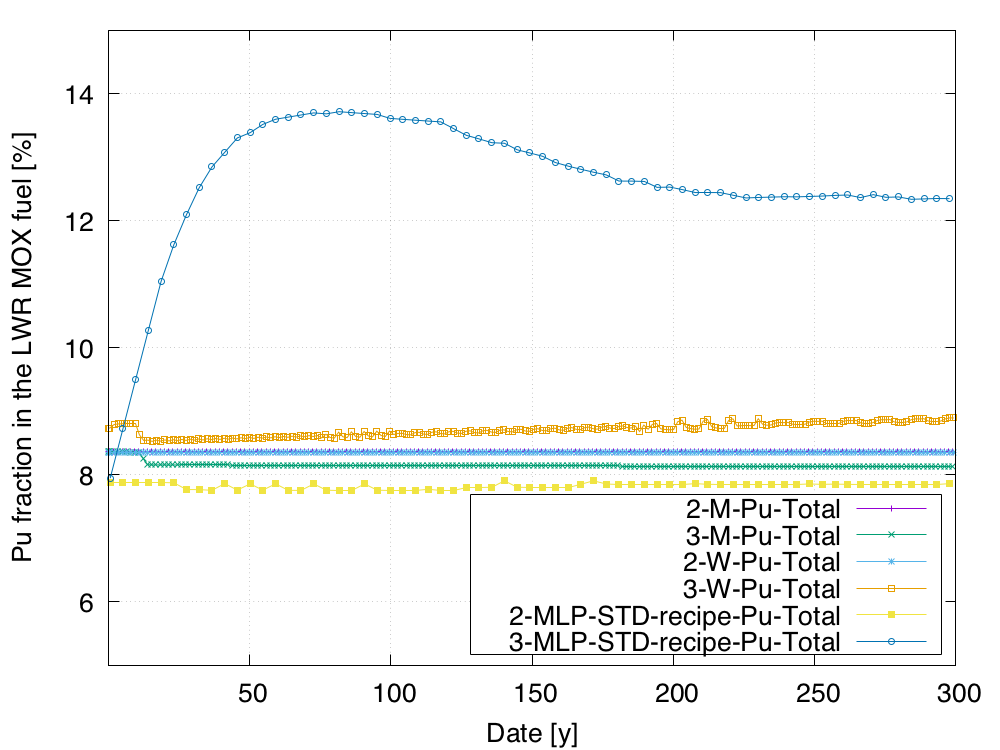 Pu fraction in the LWR MOX fuel [%]
14
12
10
8
6
2-M-Pu-Total
3-M-Pu-Total
2-W-Pu-Total
3-W-Pu-Total
2-MLP-STD-recipe-Pu-Total
3-MLP-STD-recipe-Pu-Total
50 100 150 200 250 300
Date [y]